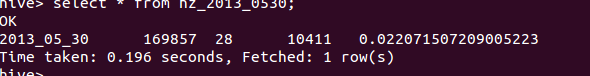 hive> select * from hz_2013_0530;
OK
2013_05_30 169857 28 10411 0.022071507209005223
Time taken: 0.196 seconds, Fetched: 1 row(s)
hive>